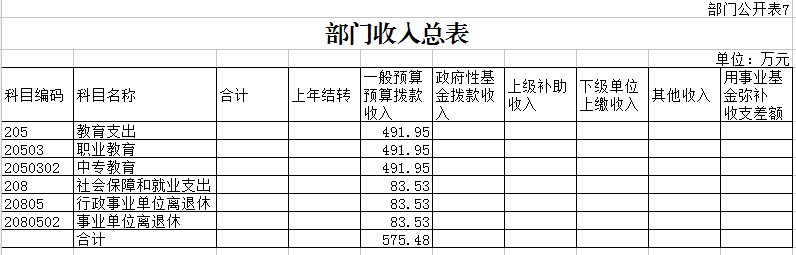 部门公开表7
部门收入总表
单位：万元
科目编码 科目名称 合计 上年结转 一般预算预算拨款收入 政府性基金拨款收入 上级补助收入 下级单位上缴收入 其他收入 用事业基金弥补收支差额
205 教育支出 491.95
20503 职业教育 491.95
2050302 中专教育 491.95
208 社会保障和就业支出 83.53
20805 行政事业单位离退休 83.53
2080502 事业单位离退休 83.53
合计 575.48